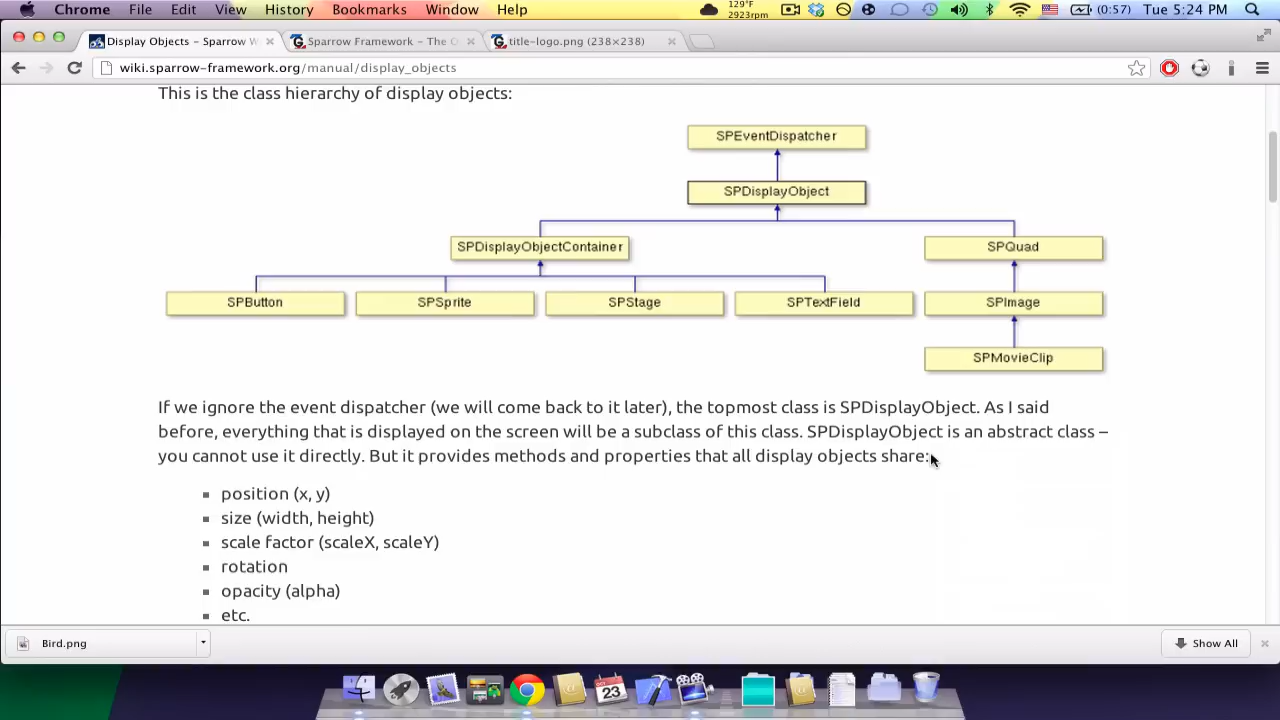 Chrome File Edit View History Bookmarks Window Help 129°F 2923rpm (0:57) Tue 5:24 PM
Display Objects – Sparrow W Sparrow Framework – The O title-logo.png (238×238)
wiki.sparrow-framework.org/manual/display_objects
This is the class hierarchy of display objects:
SPEventDispatcher
SPDisplayObject
SPDisplayObjectContainer SPQuad
SPButton SPSprite SPStage SPTextField SPImage
SPMovieClip
If we ignore the event dispatcher (we will come back to it later), the topmost class is SPDisplayObject. As I said
before, everything that is displayed on the screen will be a subclass of this class. SPDisplayObject is an abstract class –
you cannot use it directly. But it provides methods and properties that all display objects share:
position (x, y)
size (width, height)
scale factor (scaleX, scaleY)
rotation
opacity (alpha)
etc.
Bird.png Show All
23